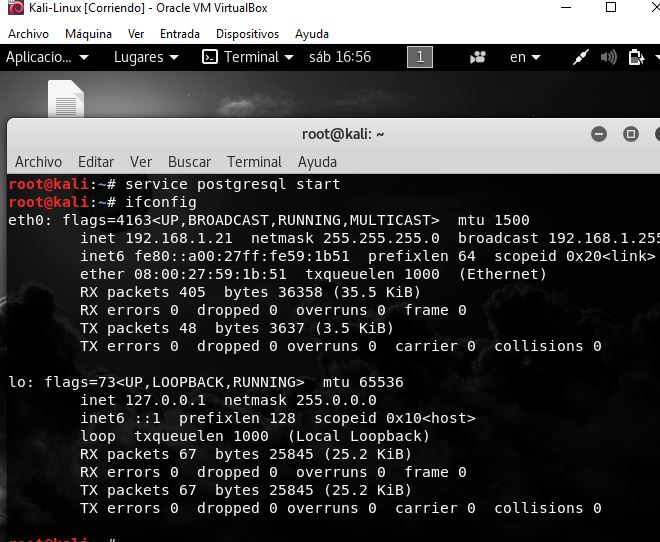 Kali-Linux [Corriendo] - Oracle VM VirtualBox
Archivo Máquina Ver Entrada Dispositivos Ayuda
Aplicacio... Lugares Terminal sáb 16:56 1 en
root@kali: ~
Archivo Editar Ver Buscar Terminal Ayuda
root@kali:~# service postgresql start
root@kali:~# ifconfig
eth0: flags=4163<UP,BROADCAST,RUNNING,MULTICAST> mtu 1500
inet 192.168.1.21 netmask 255.255.255.0 broadcast 192.168.1.255
inet6 fe80::a00:27ff:fe59:1b51 prefixlen 64 scopeid 0x20<link>
ether 08:00:27:59:1b:51 txqueuelen 1000 (Ethernet)
RX packets 405 bytes 36358 (35.5 KiB)
RX errors 0 dropped 0 overruns 0 frame 0
TX packets 48 bytes 3637 (3.5 KiB)
TX errors 0 dropped 0 overruns 0 carrier 0 collisions 0
lo: flags=73<UP,LOOPBACK,RUNNING> mtu 65536
inet 127.0.0.1 netmask 255.0.0.0
inet6 ::1 prefixlen 128 scopeid 0x10<host>
loop txqueuelen 1000 (Local Loopback)
RX packets 67 bytes 25845 (25.2 KiB)
RX errors 0 dropped 0 overruns 0 frame 0
TX packets 67 bytes 25845 (25.2 KiB)
TX errors 0 dropped 0 overruns 0 carrier 0 collisions 0
root@kali:~#